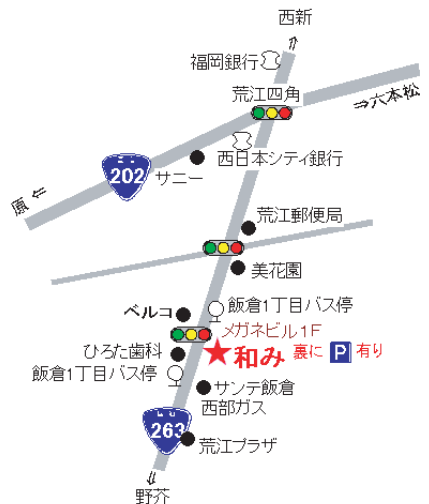 西新
⇒
福岡銀行
荒江四角
⇒六本松
西日本シティ銀行
202
サニー
原⇐
荒江郵便局
美花園
飯倉1丁目バス停
ベルコ
メガネビル1F
ひろた歯科
★和み 裏に P 有り
飯倉1丁目バス停
サンテ飯倉
西部ガス
263
荒江プラザ
⇐
野芥